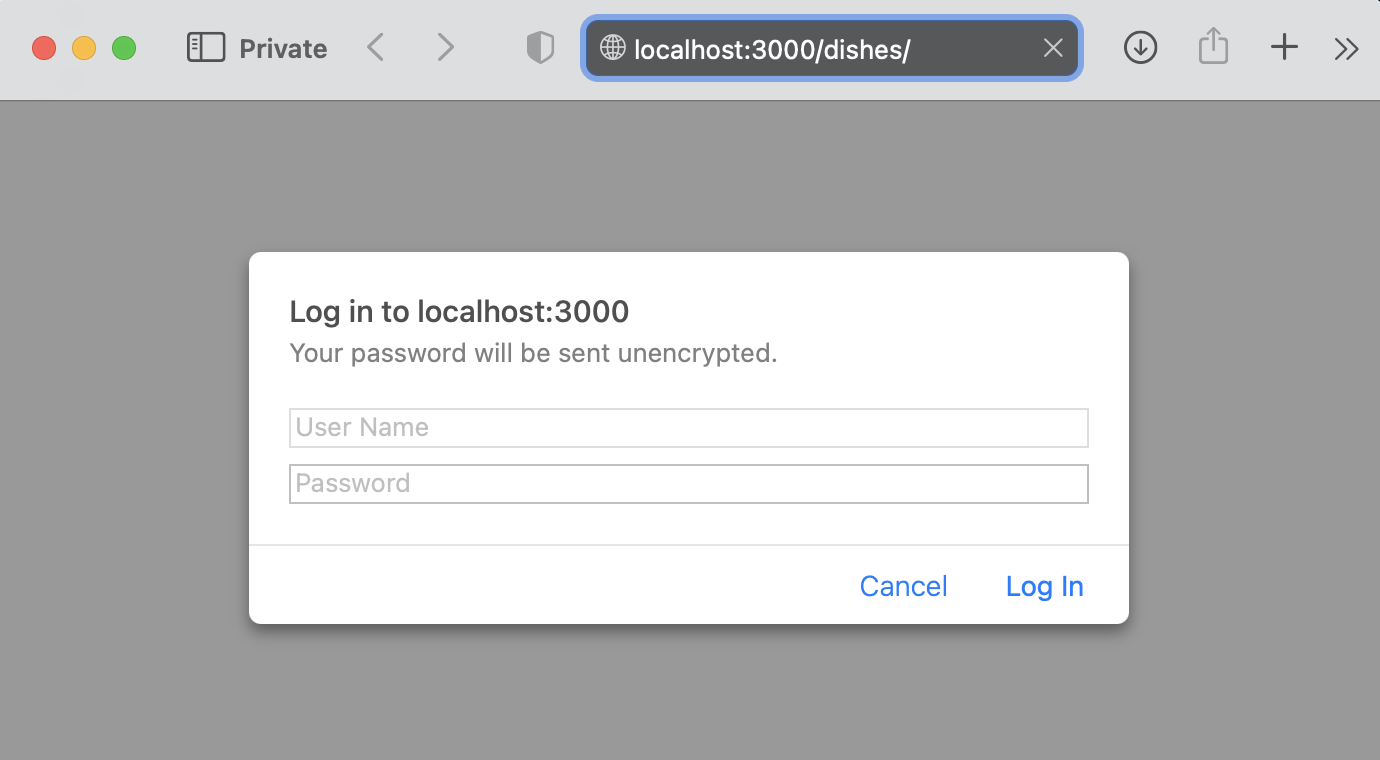 Private
localhost:3000/dishes/
Log in to localhost:3000
Your password will be sent unencrypted.
User Name
Password
Cancel Log In